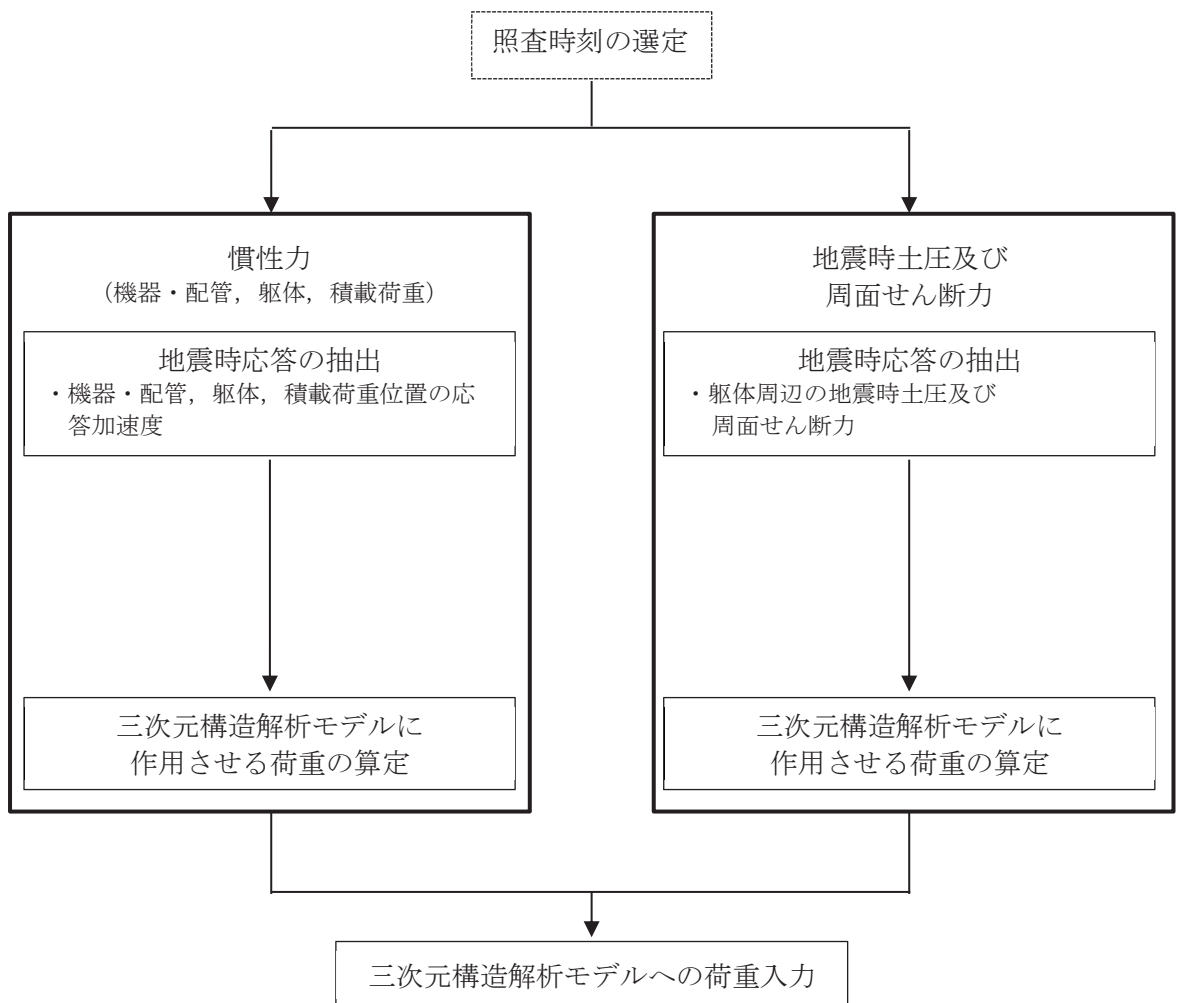 照査時刻の選定
慣性力
（機器・配管，躯体，積載荷重）
地震時応答の抽出
・機器・配管，躯体，積載荷重位置の応
答加速度
三次元構造解析モデルに
作用させる荷重の算定
地震時土圧及び
周面せん断力
地震時応答の抽出
・躯体周辺の地震時土圧及び
周面せん断力
三次元構造解析モデルに
作用させる荷重の算定
三次元構造解析モデルへの荷重入力